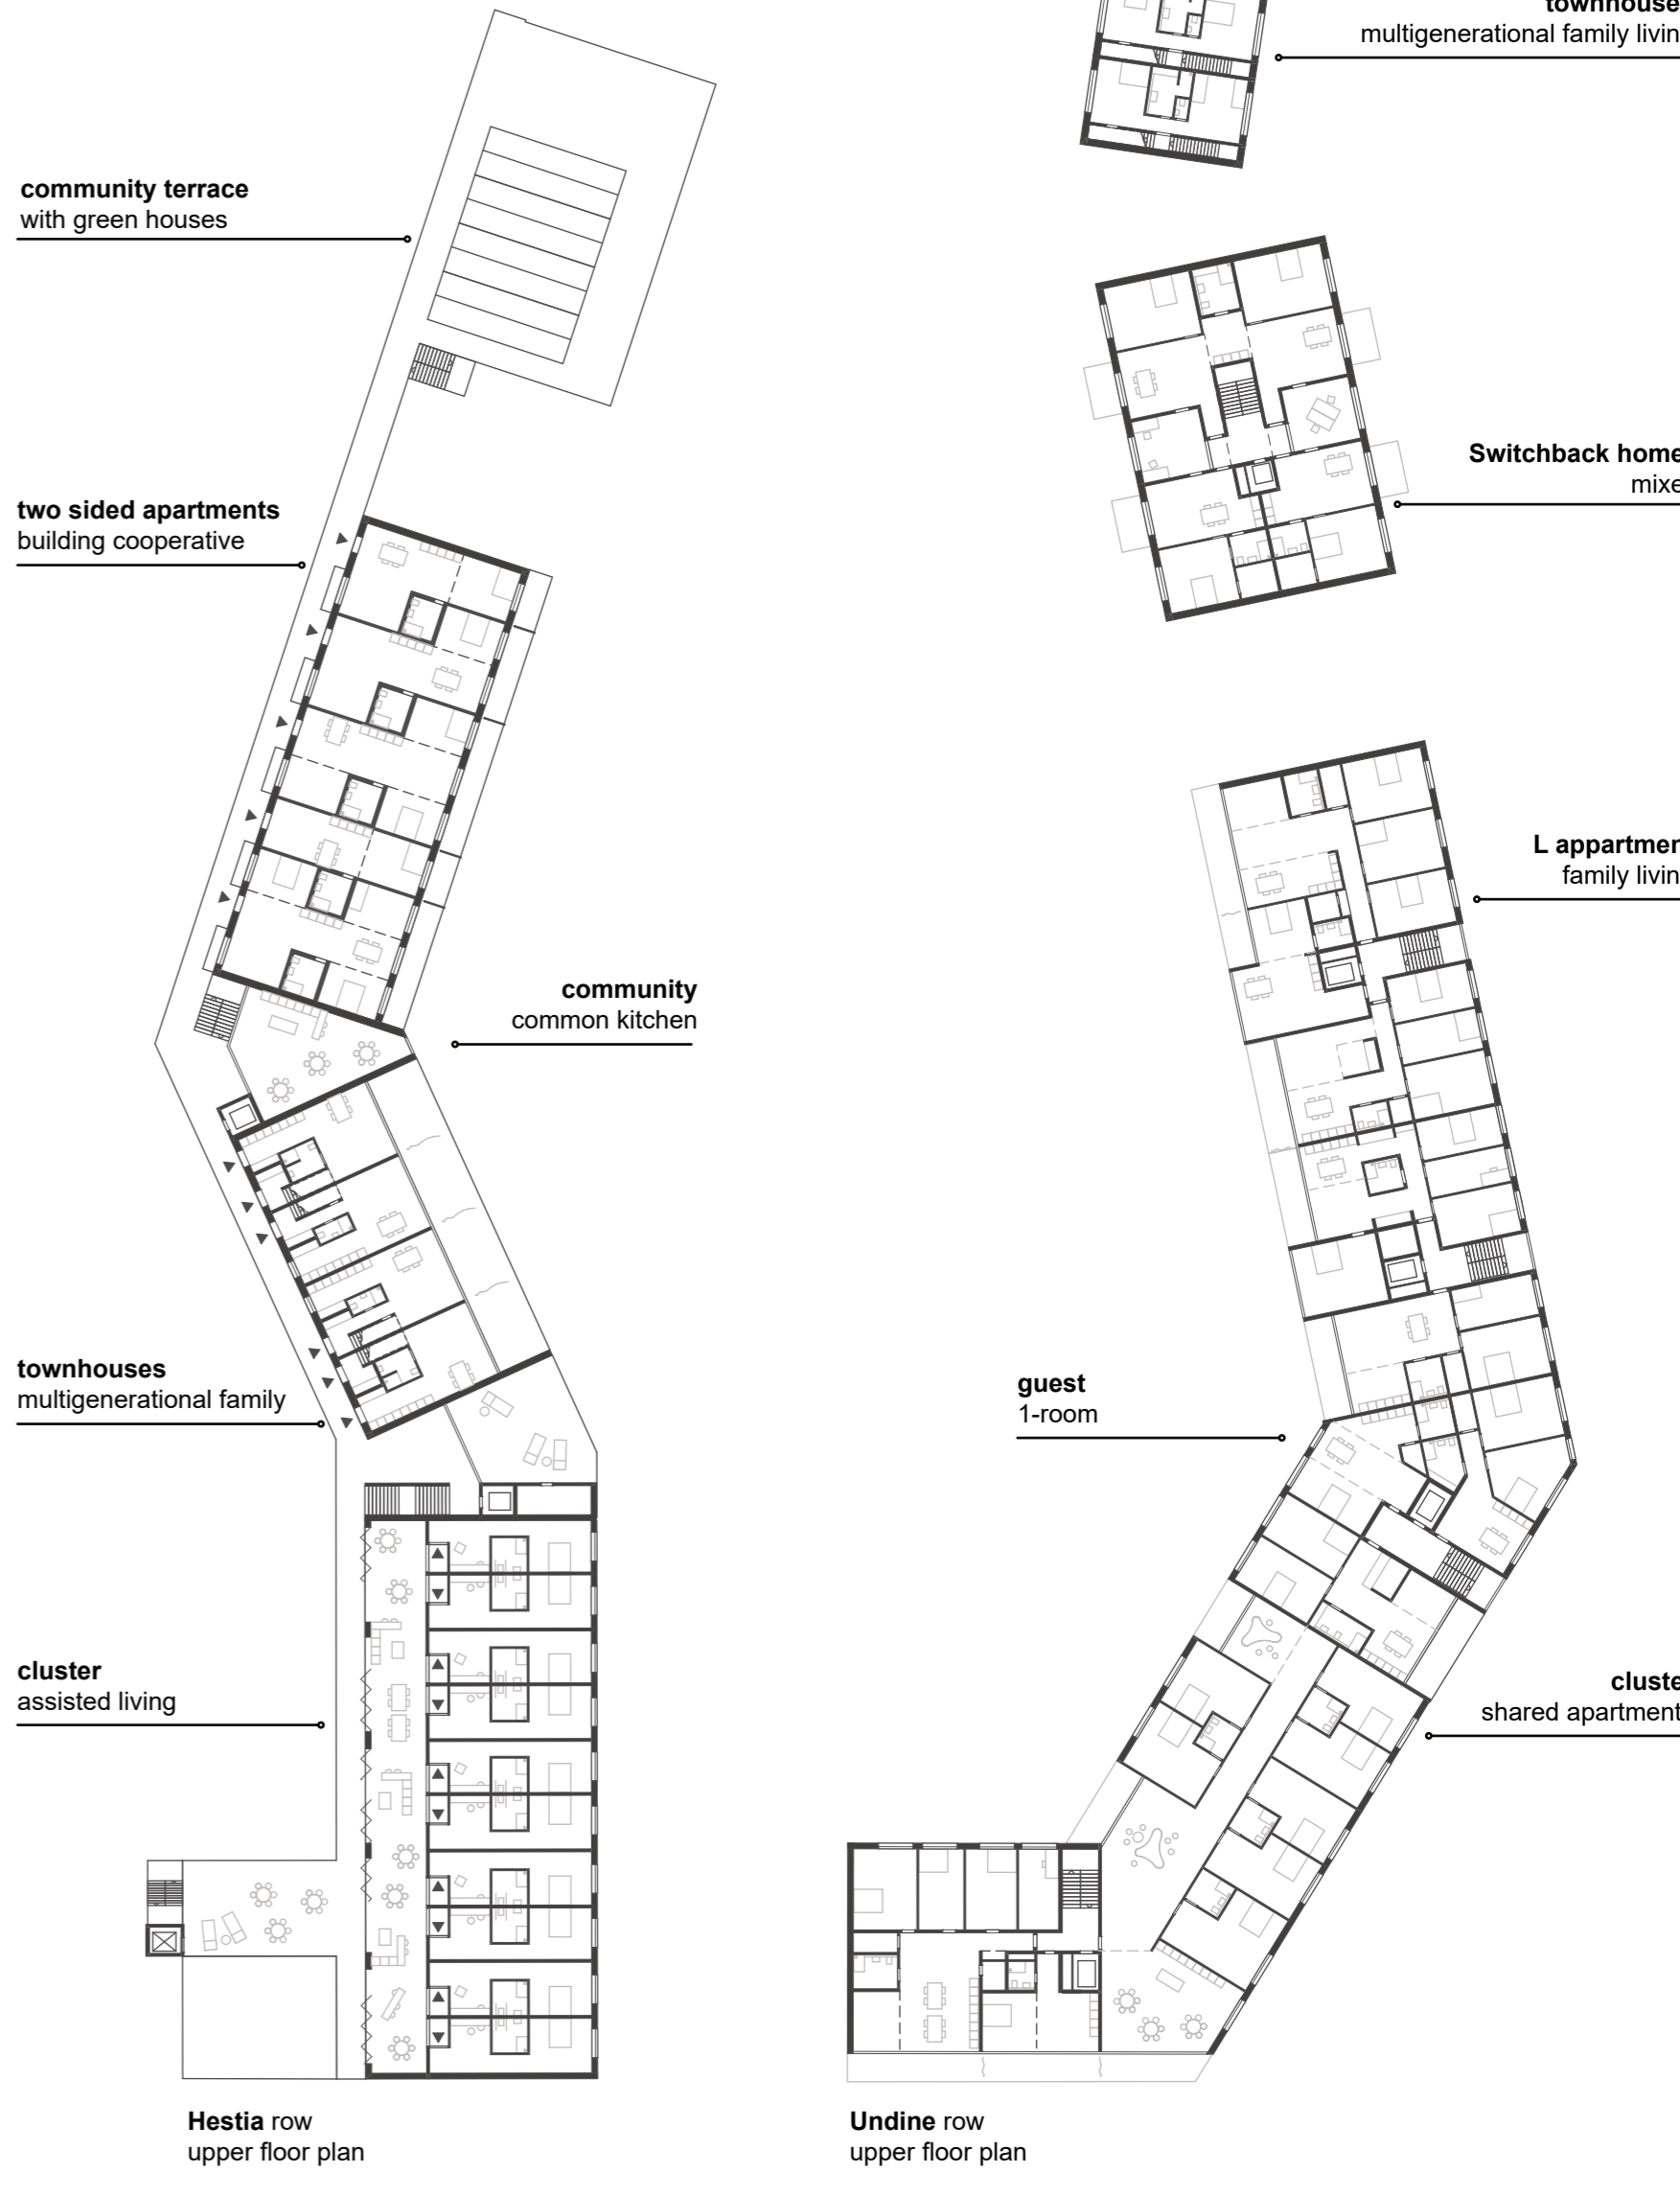 townhouse
multigenerational family livin
community terrace
with green houses
Switchback home
mixe
two sided apartments
building cooperative
L appartmen
family livin
community
common kitchen
townhouses
multigenerational family
guest
1-room
cluster
assisted living
cluste
shared apartment
Hestia row
upper floor plan
Undine row
upper floor plan